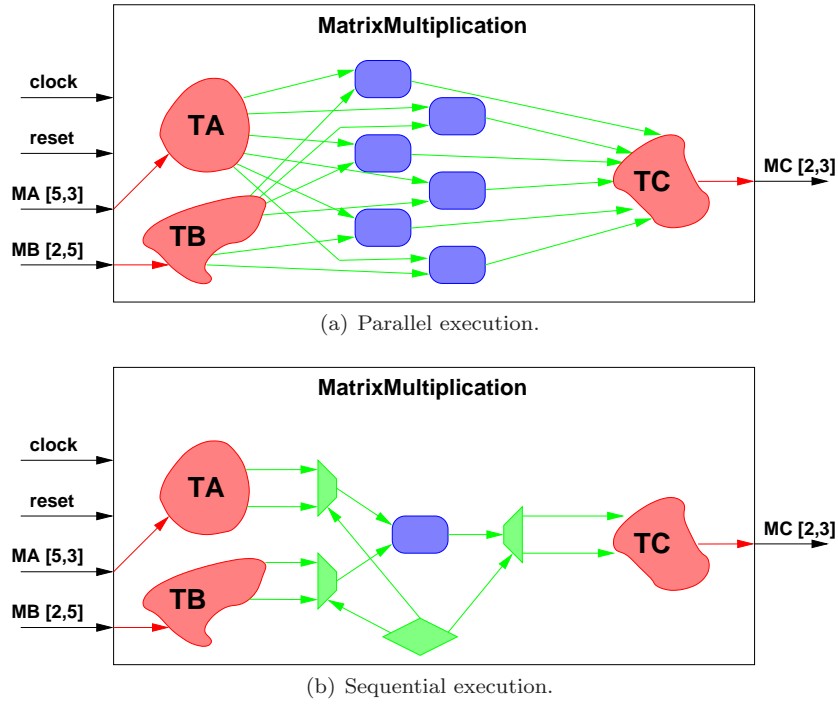 MatrixMultiplication
clock
reset
MA [5,3]
MB [2,5]
TA
TB
TC
MC [2,3]
(a) Parallel execution.
MatrixMultiplication
clock
reset
MA [5,3]
MB [2,5]
TA
TB
TC
MC [2,3]
(b) Sequential execution.